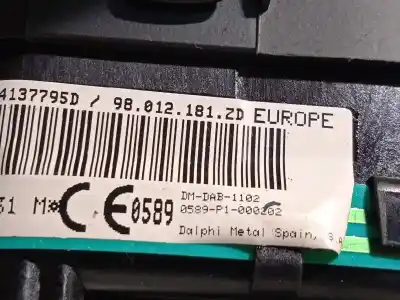 4137795D / 98.012.181.ZD EUROPE
31 M* CE 0589 DM-DAB-1102
0589-P1-000202
Dalphi Metal Spain,